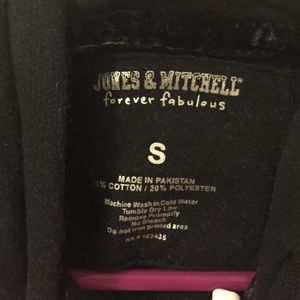 JONES & MITCHELL®
forever fabulous
S
MADE IN PAKISTAN
COTTON / 20% POLYESTER
Machine Wash in Cold Water
Tumble Dry Low
Remove Promptly
No Bleach
Do not iron printed area
RN #